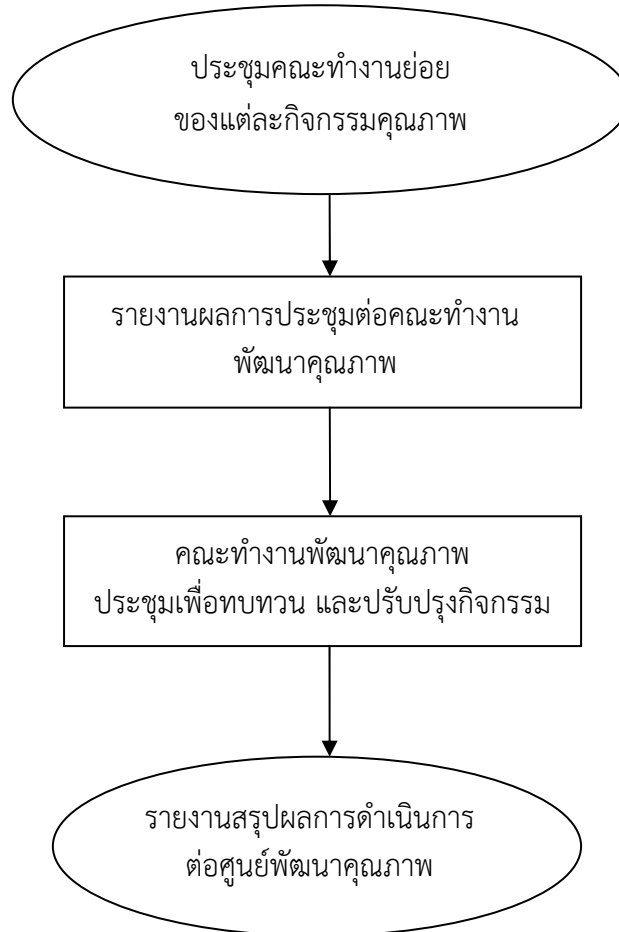 ประชุมคณะทำงานย่อย
ของแต่ละกิจกรรมคุณภาพ
รายงานผลการประชุมต่อคณะทำงาน
พัฒนาคุณภาพ
คณะทำงานพัฒนาคุณภาพ
ประชุมเพื่อทบทวน และปรับปรุงกิจกรรม
รายงานสรุปผลการดำเนินการ
ต่อศูนย์พัฒนาคุณภาพ